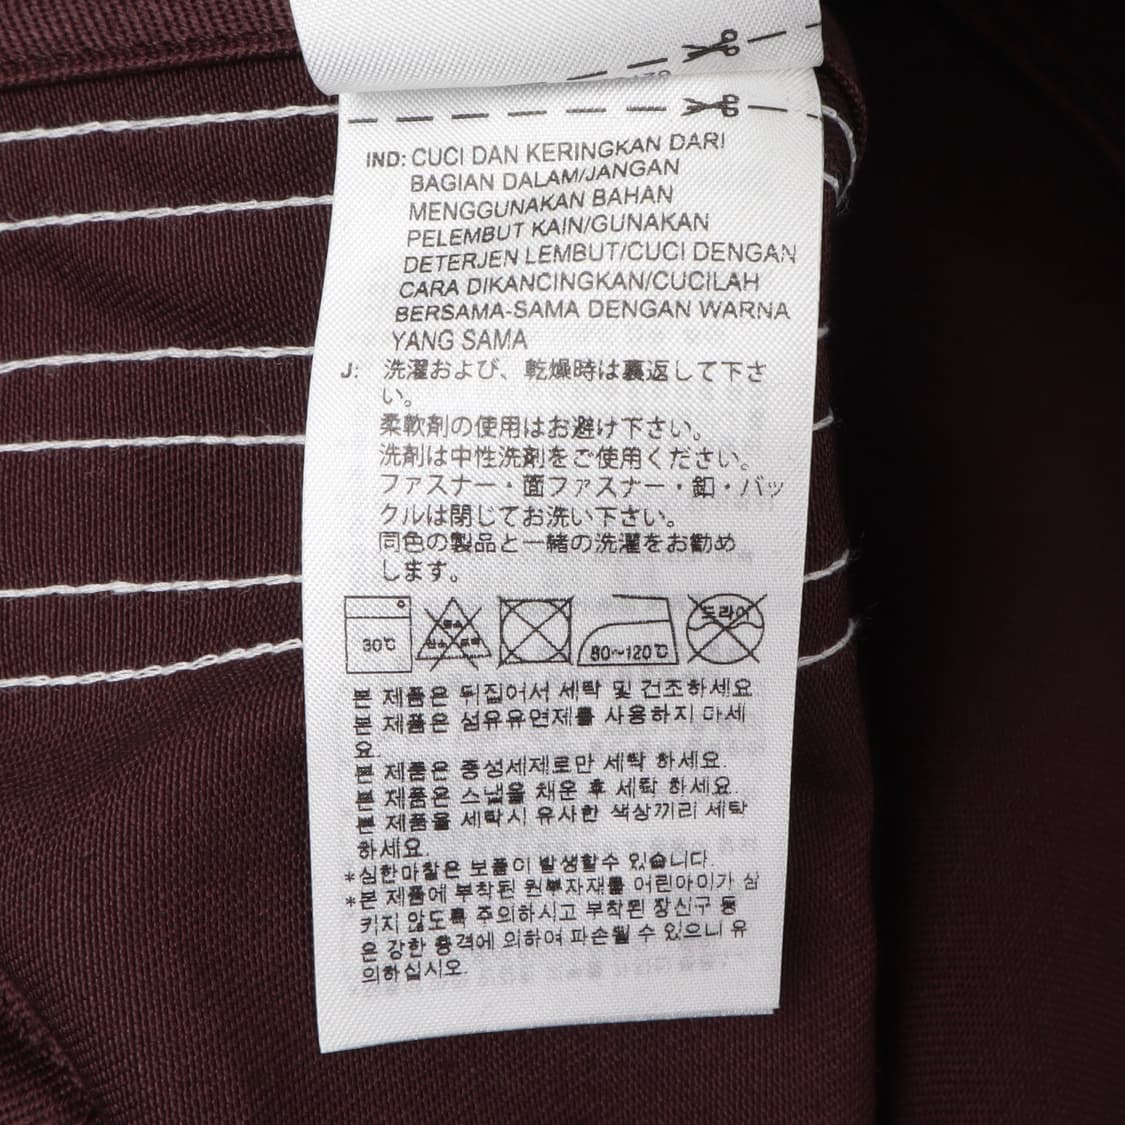 IND: CUCI DAN KERINGKAN DARI
BAGIAN DALAM/JANGAN
MENGGUNAKAN BAHAN
PELEMBUT KAIN/GUNAKAN
DETERJEN LEMBUT/CUCI DENGAN
CARA DIKANCINGKAN/CUCILAH
BERSAMA-SAMA DENGAN WARNA
YANG SAMA
J: 洗濯および、乾燥時は裏返して下さ
い。
柔軟剤の使用はお避け下さい。
洗剤は中性洗剤をご使用ください。
ファスナー・面ファスナー・釦・バッ
クルは閉じてお洗い下さい。
同色の製品と一緒の洗濯をお勧め
します。
30℃ 80~120℃ 드라이
본 제품은 뒤집어서 세탁 및 건조하세요
본 제품은 섬유유연제를 사용하지 마세
요.
본 제품은 중성세제로만 세탁 하세요.
본 제품은 스냅을 채운 후 세탁 하세요.
본 제품을 세탁시 유사한 색상끼리 세탁
하세요.
*심한마찰은 보풀이 발생할수 있습니다.
*본 제품에 부착된 원부자재를 어린아이가 삼
키지 않도록 주의하시고 부착된 장신구 등
은 강한 충격에 의하여 파손될 수 있으니 유
의하십시오.